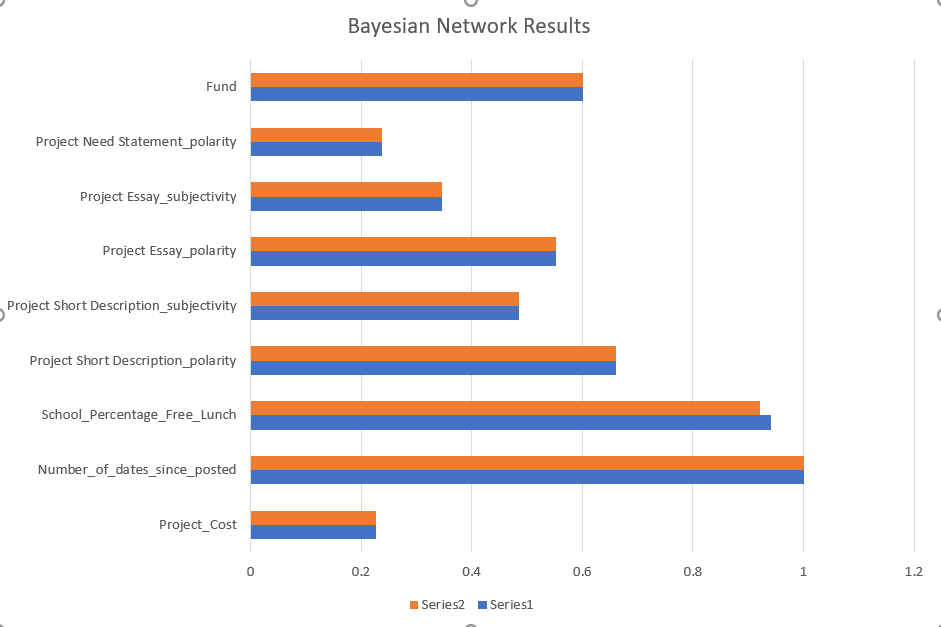 Bayesian Network Results
Fund
Project Need Statement_polarity
Project Essay_subjectivity
Project Essay_polarity
Project Short Description_subjectivity
Project Short Description_polarity
School_Percentage_Free_Lunch
Number_of_dates_since_posted
Project_Cost
0 0.2 0.4 0.6 0.8 1 1.2
Series2 Series1